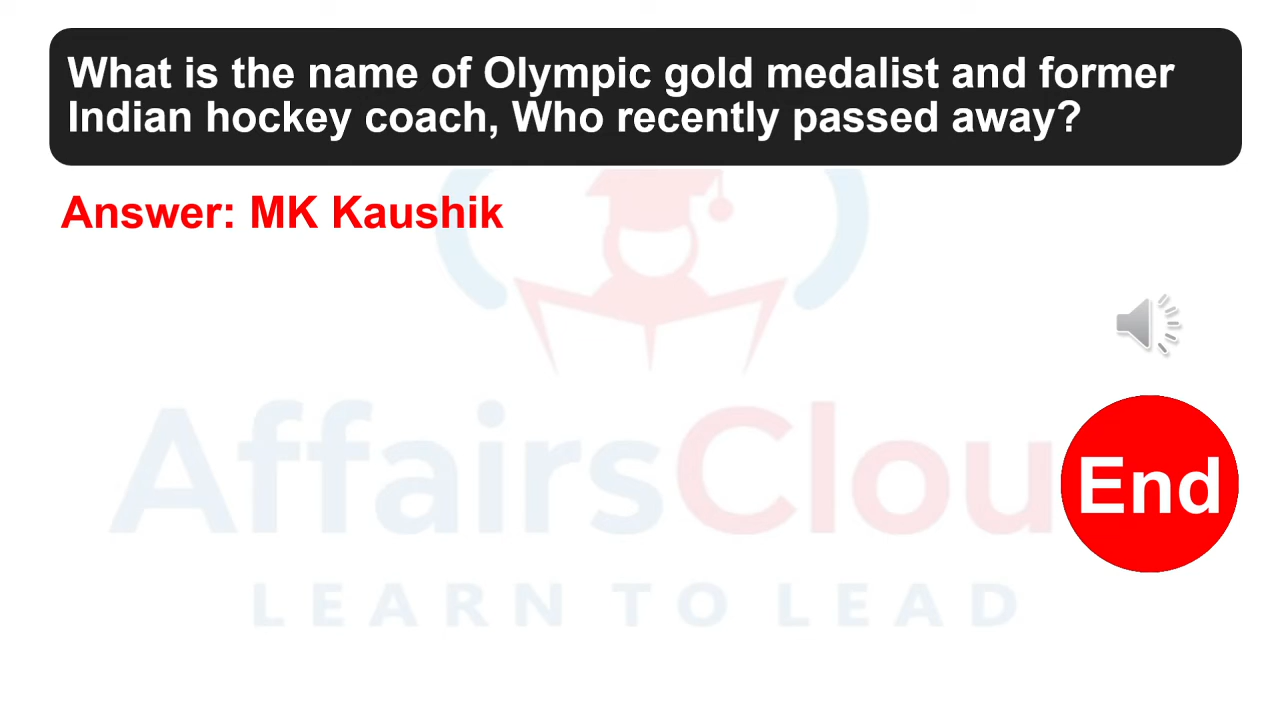 What is the name of Olympic gold medalist and former
Indian hockey coach, Who recently passed away?
Answer: MK Kaushik
AffairsClou
End
LEARN TO LEAD